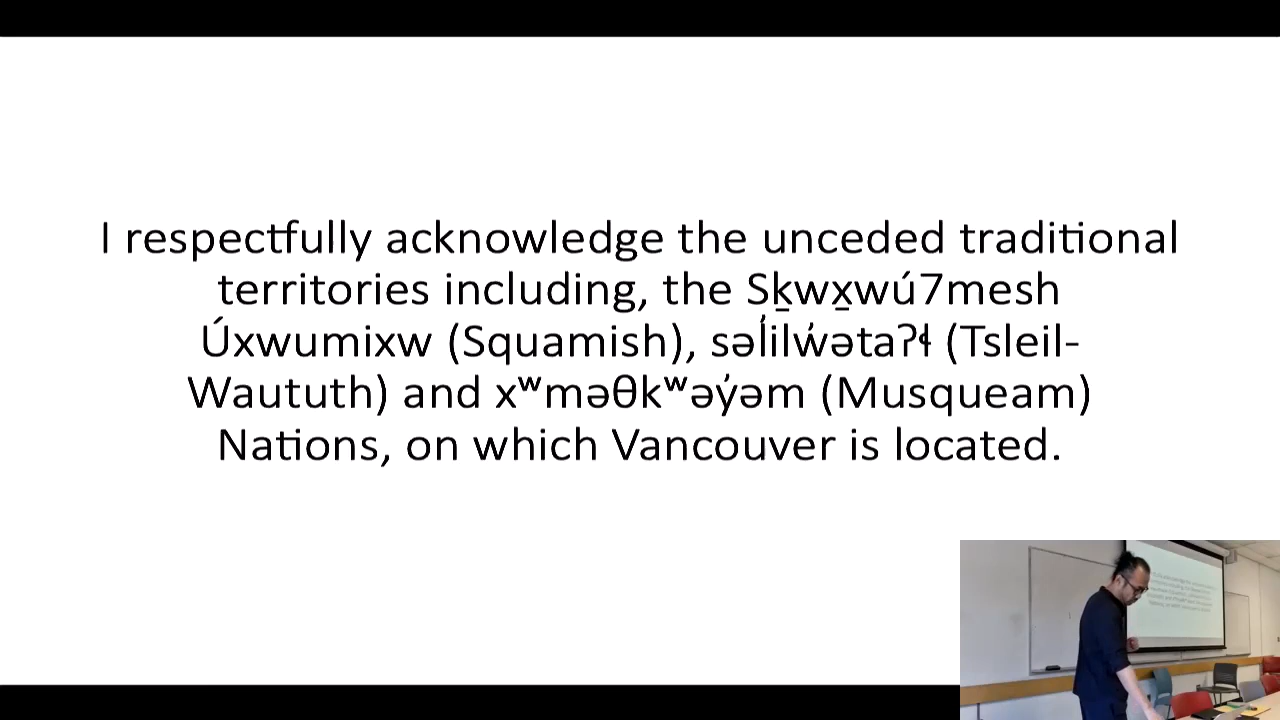 I respectfully acknowledge the unceded traditional
territories including, the Sḵwx̱wú7mesh
Úxwumixw (Squamish), səl̓ilw̓ətaʔɬ (Tsleil-
Waututh) and xʷməθkʷəy̓əm (Musqueam)
Nations, on which Vancouver is located.